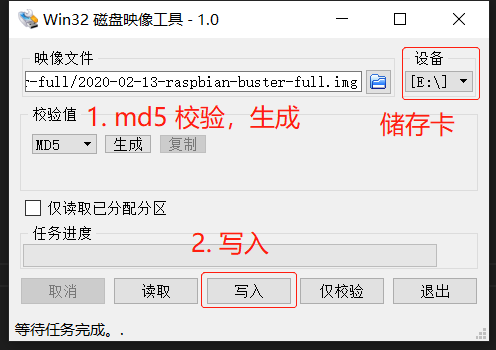 Win32 磁盘映像工具 - 1.0
映像文件
设备
r-full/2020-02-13-raspbian-buster-full.img
[E:\]
校验值
1. md5 校验，生成
储存卡
MD5
生成
复制
仅读取已分配分区
任务进度
2. 写入
取消
读取
写入
仅校验
退出
等待任务完成。.